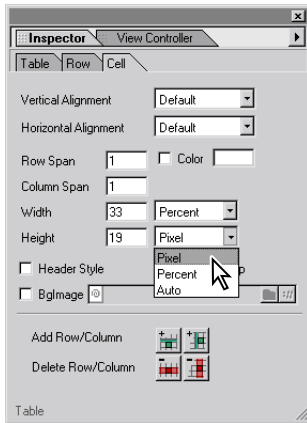 Inspector View Controller
Table Row Cell
Vertical Alignment Default
Horizontal Alignment Default
Row Span 1 Color
Column Span 1
Width 33 Percent
Height 19 Pixel
Pixel
Header Style Percent
BgImage Auto
Add Row/Column
Delete Row/Column
Table